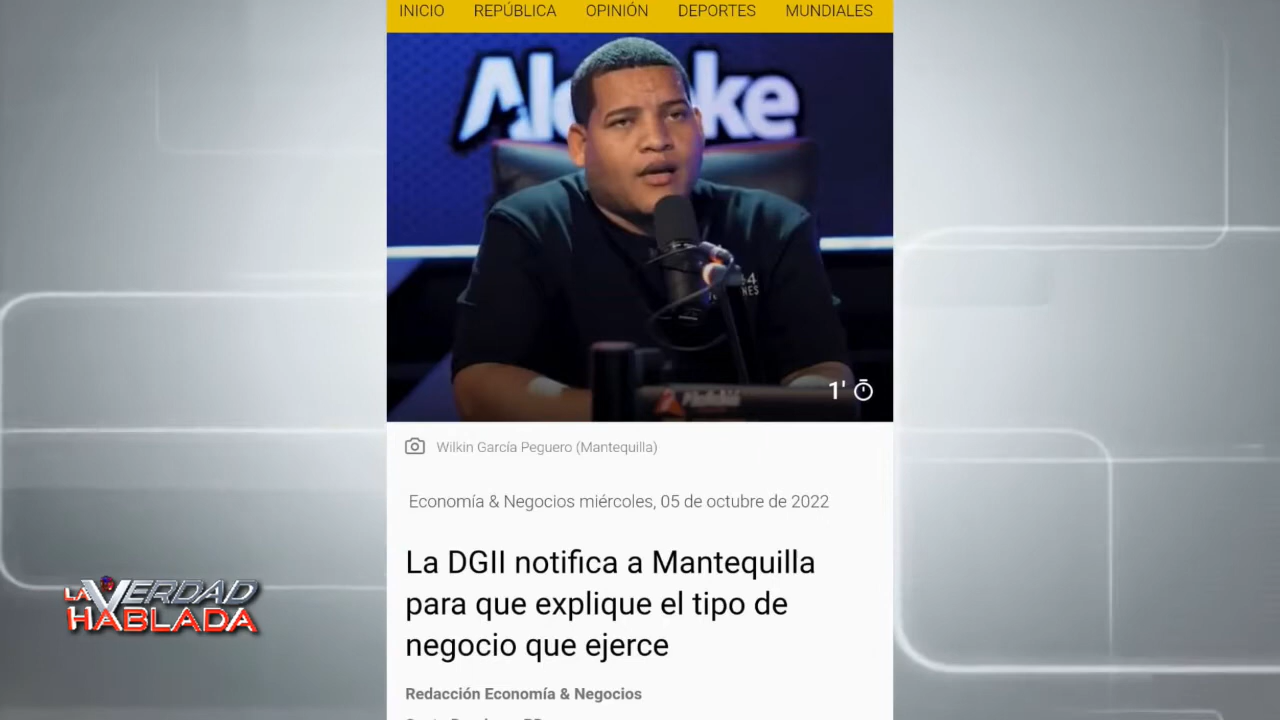 INICIO REPÚBLICA OPINIÓN DEPORTES MUNDIALES
1'
Wilkin García Peguero (Mantequilla)
Economía & Negocios miércoles, 05 de octubre de 2022
La DGII notifica a Mantequilla
para que explique el tipo de
negocio que ejerce
Redacción Economía & Negocios
LA VERDAD
HABLADA